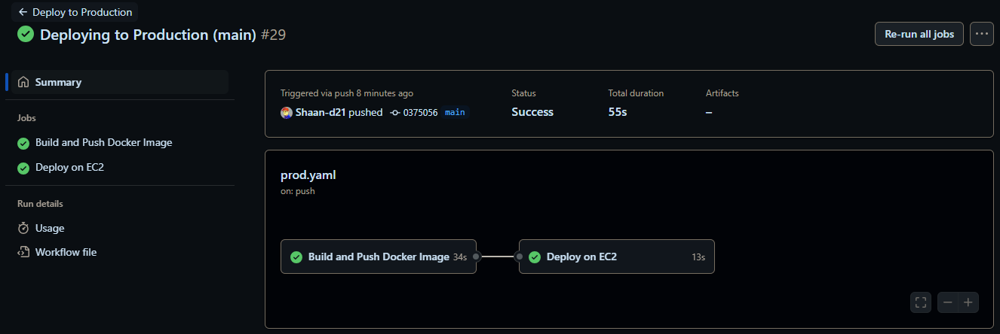 Deploy to Production
Deploying to Production (main) #29
Re-run all jobs
Summary
Jobs
Build and Push Docker Image
Deploy on EC2
Run details
Usage
Workflow file
Triggered via push 8 minutes ago
Shaan-d21 pushed 0375056 main
Status
Success
Total duration
55s
Artifacts
–
prod.yaml
on: push
Build and Push Docker Image 34s
Deploy on EC2 13s